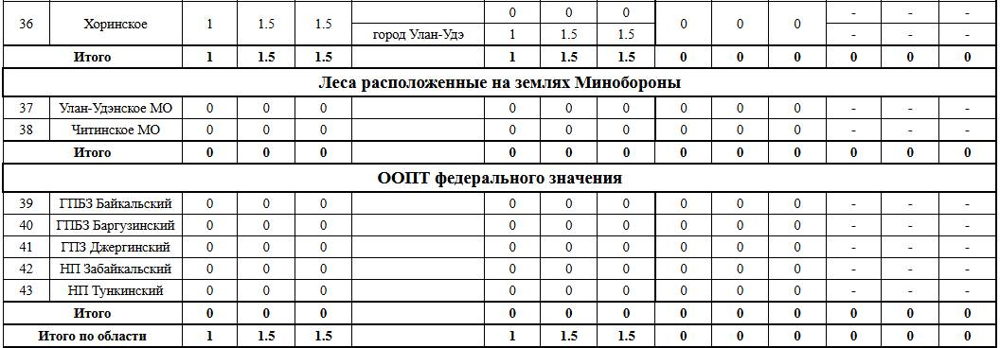 0 0 0 - - -
36 Хоринское 1 1.5 1.5 0 0 0
город Улан-Удэ 1 1.5 1.5 - - -
Итого 1 1.5 1.5 1 1.5 1.5 0 0 0 0 0 0
Леса расположенные на землях Минобороны
37 Улан-Удэнское МО 0 0 0 0 0 0 0 0 0 - - -
38 Читинское МО 0 0 0 0 0 0 0 0 0 - - -
Итого 0 0 0 0 0 0 0 0 0 0 0 0
ООПТ федерального значения
39 ГПБЗ Байкальский 0 0 0 0 0 0 0 0 0 - - -
40 ГПБЗ Баргузинский 0 0 0 0 0 0 0 0 0 - - -
41 ГПЗ Джергинский 0 0 0 0 0 0 0 0 0 - - -
42 НП Забайкальский 0 0 0 0 0 0 0 0 0 - - -
43 НП Тункинский 0 0 0 0 0 0 0 0 0 - - -
Итого 0 0 0 0 0 0 0 0 0 0 0 0
Итого по области 1 1.5 1.5 1 1.5 1.5 0 0 0 0 0 0